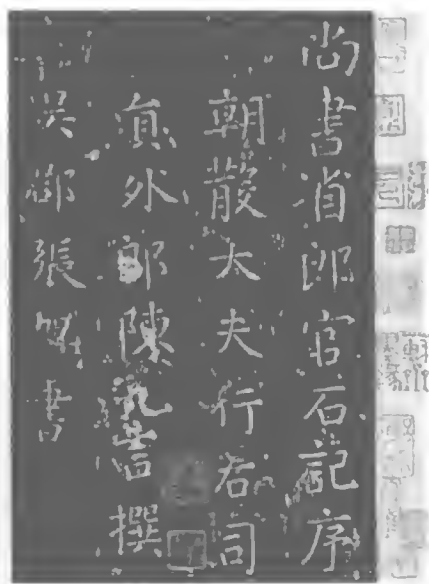 尚書省郎官石記序
朝散大夫行右司
員外郎陳九言撰
吳郡張旭書